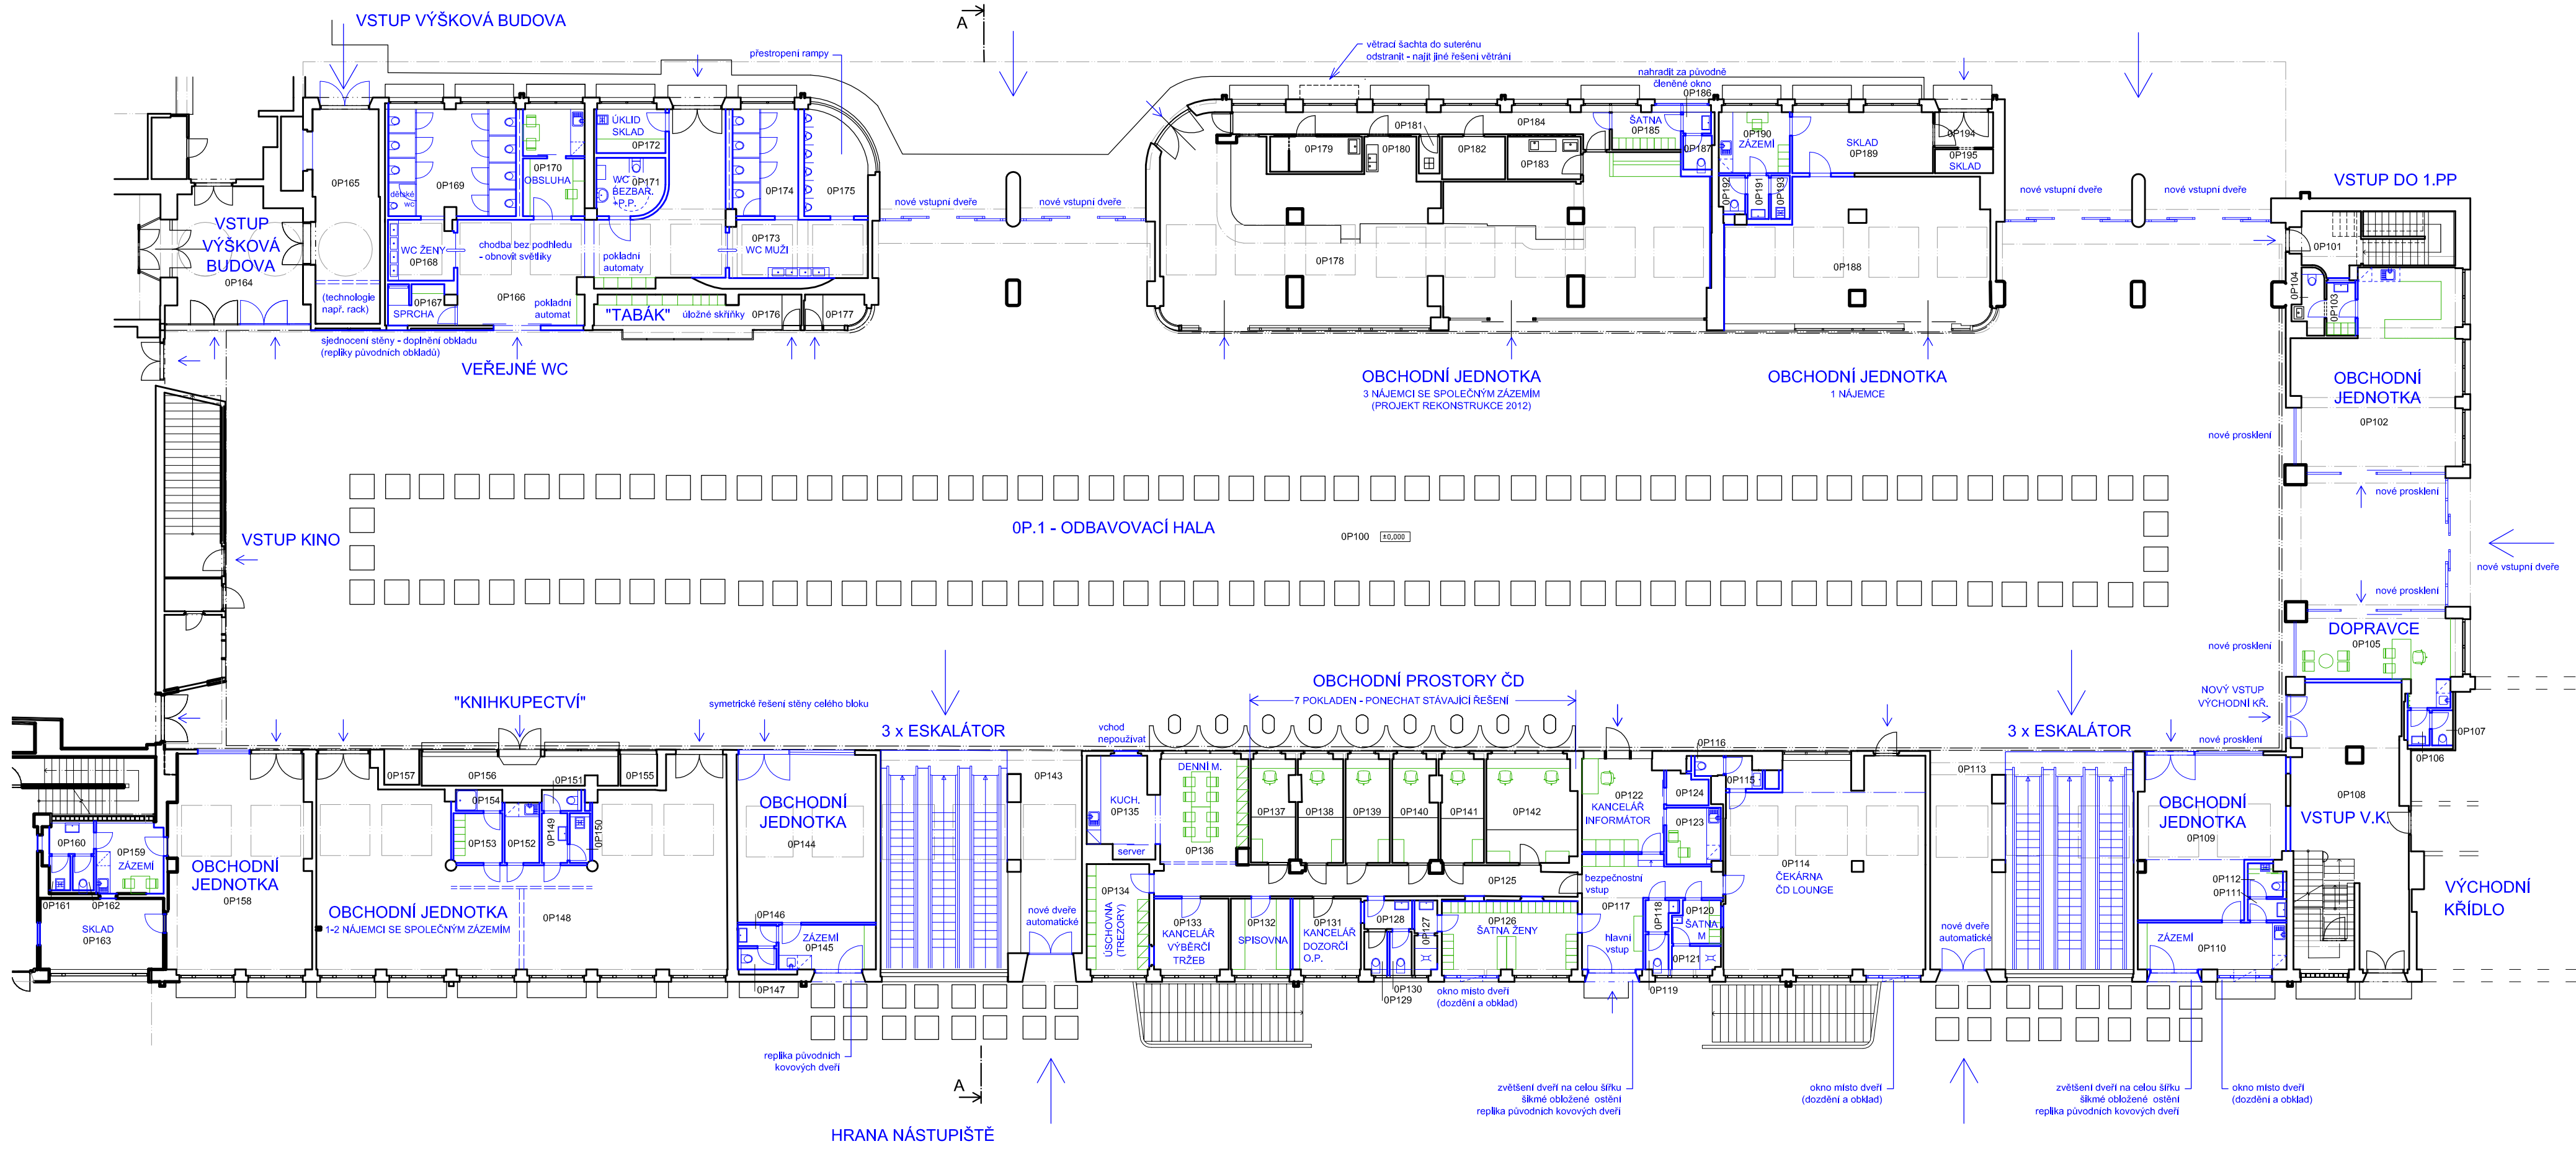 VSTUP VÝŠKOVÁ BUDOVA
A
přestropení rampy
větrací šachta do suterénu
odstranit - najít jiné řešení větrání
nahradit za původně
členěné okno
0P186
ÚKLID
SKLAD
0P172
0P165
0P169
dětské
WC
0P170
OBSLUHA
WC
0P171
BEZBAR.
+P.P.
0P174
0P175
0P179
0P180
0P181
0P182
0P183
0P184
ŠATNA
0P185
0P187
0P190
ZÁZEMÍ
SKLAD
0P189
0P194
0P195
SKLAD
0P192
0P191
0P193
nové vstupní dveře
nové vstupní dveře
nové vstupní dveře
nové vstupní dveře
VSTUP DO 1.PP
VSTUP
VÝŠKOVÁ
BUDOVA
0P164
(technologie
např. rack)
WC ŽENY
0P168
chodba bez podhledu
- obnovit světlíky
pokladní
automaty
0P173
WC MUŽI
0P167
SPRCHA
0P166
pokladní
automat
"TABÁK"
úložné skříňky
0P176
0P177
0P178
0P188
0P101
0P104
0P103
sjednocení stěny - doplnění obkladu
(repliky původních obkladů)
VEŘEJNÉ WC
OBCHODNÍ JEDNOTKA
3 NÁJEMCI SE SPOLEČNÝM ZÁZEMÍM
(PROJEKT REKONSTRUKCE 2012)
OBCHODNÍ JEDNOTKA
1 NÁJEMCE
OBCHODNÍ
JEDNOTKA
0P102
nové prosklení
nové prosklení
VSTUP KINO
0P.1 - ODBAVOVACÍ HALA
0P100
±0,000
nové vstupní dveře
nové prosklení
DOPRAVCE
0P105
nové prosklení
"KNIHKUPECTVÍ"
symetrické řešení stěny celého bloku
3 x ESKALÁTOR
vchod
nepoužívat
OBCHODNÍ PROSTORY ČD
7 POKLADEN - PONECHAT STÁVAJÍCÍ ŘEŠENÍ
3 x ESKALÁTOR
NOVÝ VSTUP
VÝCHODNÍ KŘ.
nové prosklení
0P107
0P106
0P157
0P156
0P151
0P155
0P154
0P153
0P152
0P149
0P150
0P160
0P159
ZÁZEMÍ
0P161
0P162
SKLAD
0P163
OBCHODNÍ
JEDNOTKA
0P158
OBCHODNÍ JEDNOTKA
1-2 NÁJEMCI SE SPOLEČNÝM ZÁZEMÍM
0P148
OBCHODNÍ
JEDNOTKA
0P144
0P146
ZÁZEMÍ
0P145
0P147
0P143
nové dveře
automatické
KUCH.
0P135
server
DENNÍ M.
0P136
0P134
ÚSCHOVNA
(TREZORY)
0P137
0P138
0P139
0P140
0P141
0P142
0P125
0P133
KANCELÁŘ
VÝBĚRČÍ
TRŽEB
0P132
SPISOVNA
0P131
KANCELÁŘ
DOZORČÍ
O.P.
0P128
0P127
0P130
0P129
0P126
ŠATNA ŽENY
0P122
KANCELÁŘ
INFORMÁTOR
bezpečnostní
vstup
0P117
hlavní
vstup
0P116
0P115
0P124
0P123
0P118
0P120
ŠATNA
M
0P121
0P119
0P114
ČEKÁRNA
ČD LOUNGE
0P113
nové dveře
automatické
OBCHODNÍ
JEDNOTKA
0P109
0P112
0P111
ZÁZEMÍ
0P110
0P108
VSTUP V.K.
VÝCHODNÍ
KŘÍDLO
okno místo dveří
(dozdění a obklad)
replika původních
kovových dveří
A
zvětšení dveří na celou šířku
šikmé obložené ostění
replika původních kovových dveří
okno místo dveří
(dozdění a obklad)
zvětšení dveří na celou šířku
šikmé obložené ostění
replika původních kovových dveří
okno místo dveří
(dozdění a obklad)
HRANA NÁSTUPIŠTĚ